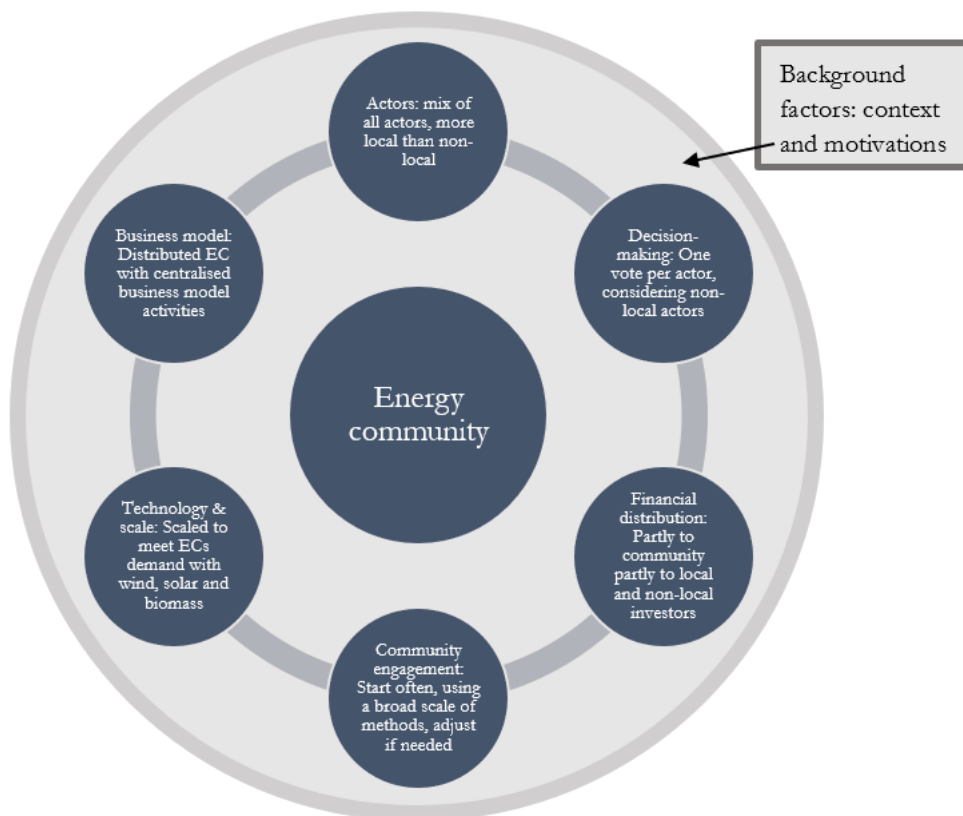 Background
factors: context
and motivations
Actors: mix of
all actors, more
local than non-
local
Decision-
making: One
vote per actor,
considering non-
local actors
Financial
distribution:
Partly to
community
partly to local
and non-local
investors
Community
engagement:
Start often, using
a broad scale of
methods, adjust
if needed
Technology &
scale: Scaled to
meet ECs
demand with
wind, solar and
biomass
Business model:
Distributed EC
with centralised
business model
activities
Energy
community